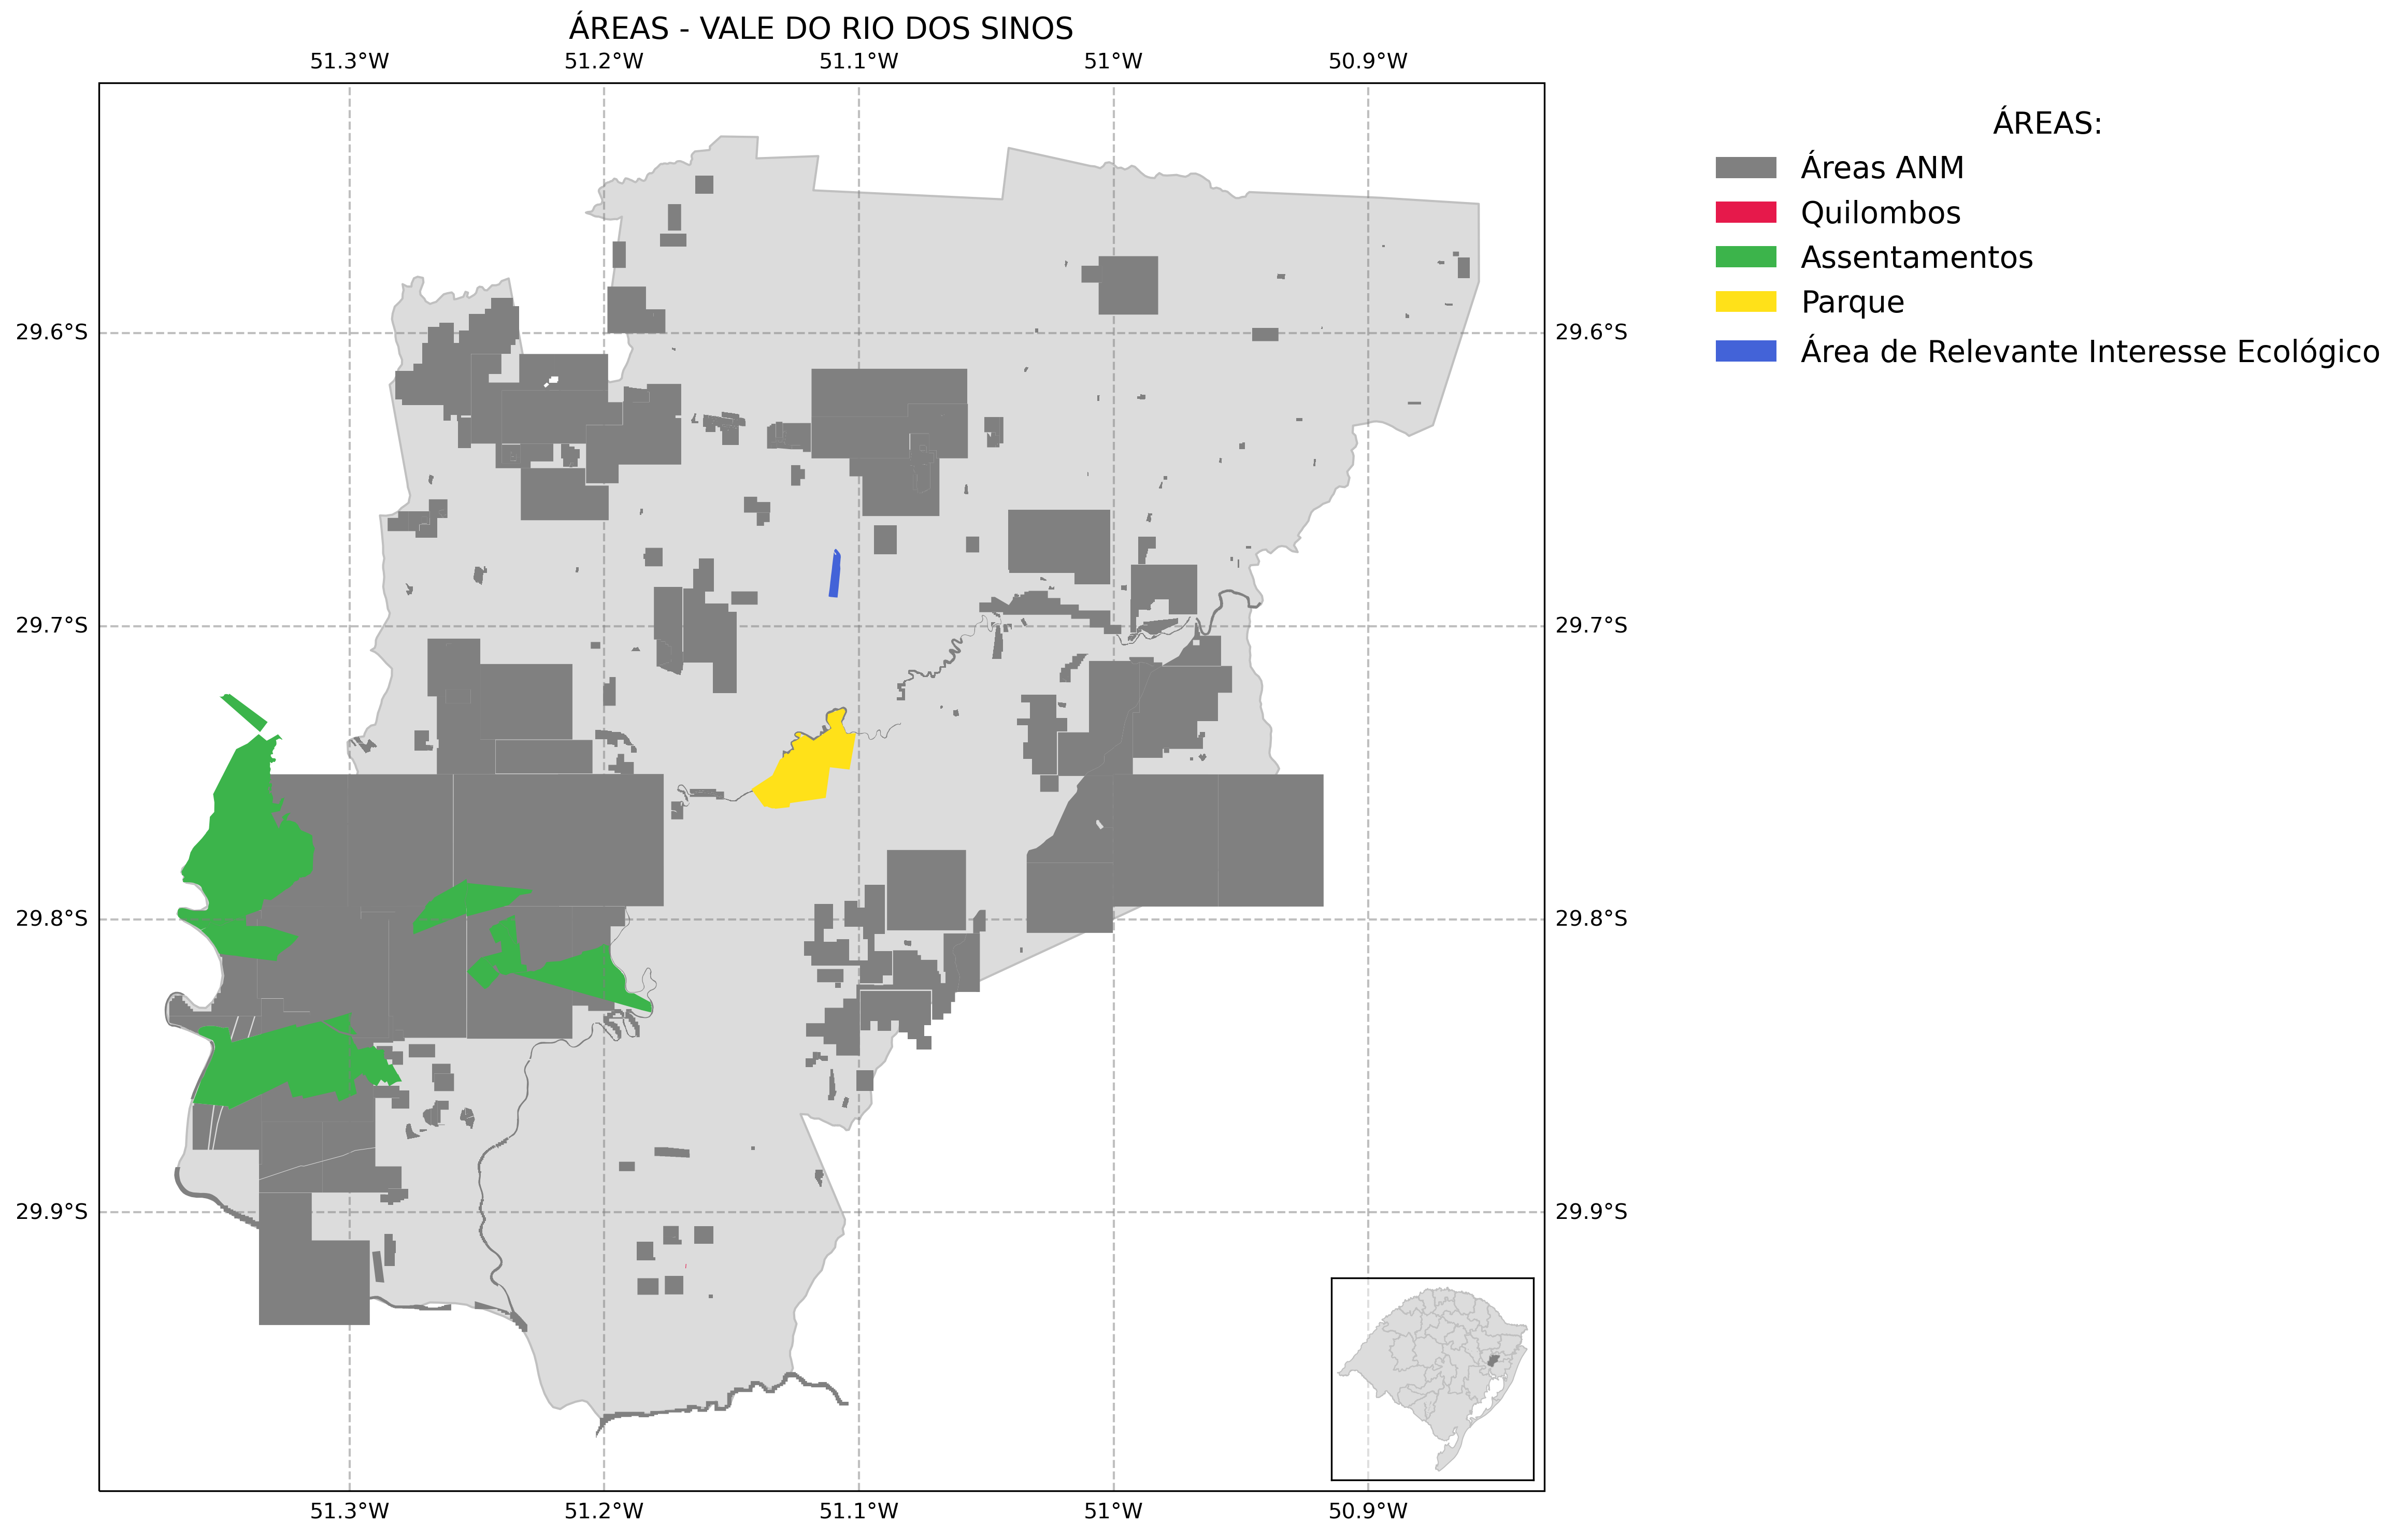 ÁREAS - VALE DO RIO DOS SINOS
51.3°W 51.2°W 51.1°W 51°W 50.9°W
ÁREAS:
Áreas ANM
Quilombos
Assentamentos
Parque
Área de Relevante Interesse Ecológico
29.6°S 29.6°S
29.7°S 29.7°S
29.8°S 29.8°S
29.9°S 29.9°S
51.3°W 51.2°W 51.1°W 51°W 50.9°W